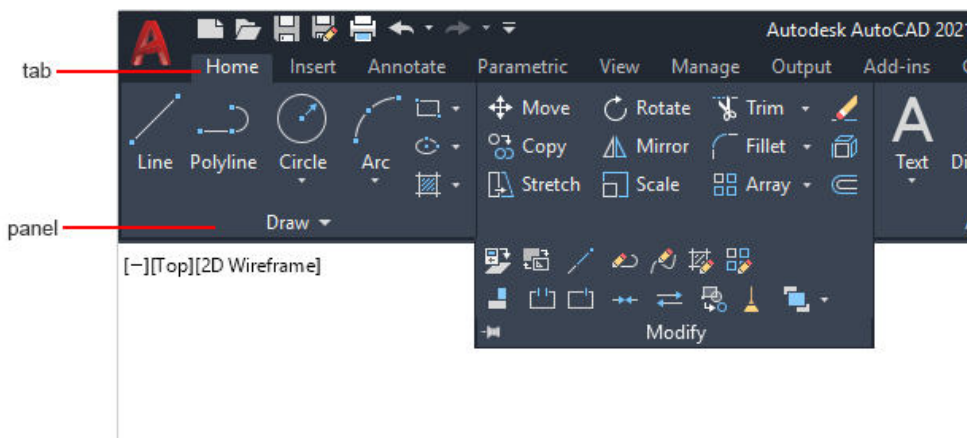 Autodesk AutoCAD 2021
tab
Home Insert Annotate Parametric View Manage Output Add-ins
Move Rotate Trim
Line Polyline Circle Arc Copy Mirror Fillet Text
Stretch Scale Array
panel
Draw
[−][Top][2D Wireframe]
Modify